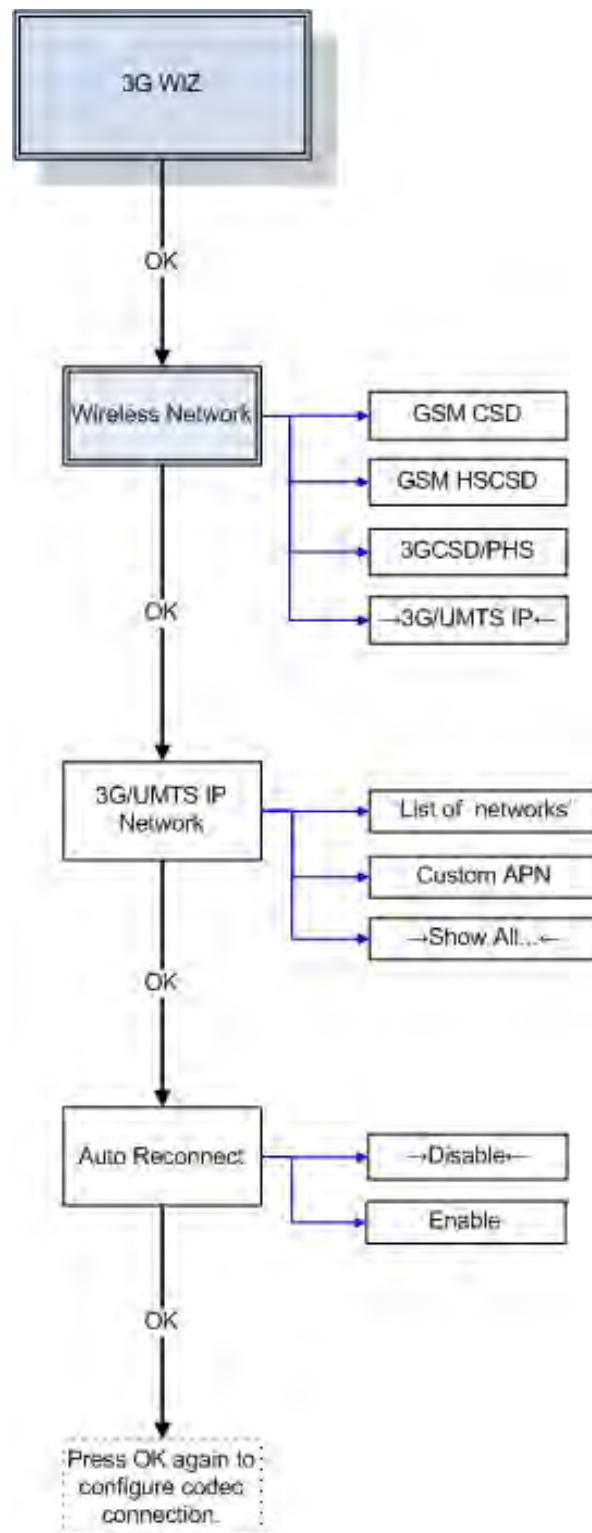 3G WIZ
OK
Wireless Network
GSM CSD
GSM HSCSD
3GCSD/PHS
→3G/UMTS IP←
OK
3G/UMTS IP
Network
'List of networks'
Custom APN
→Show All...←
OK
Auto Reconnect
→Disable←
Enable
OK
Press OK again to
configure codec
connection.